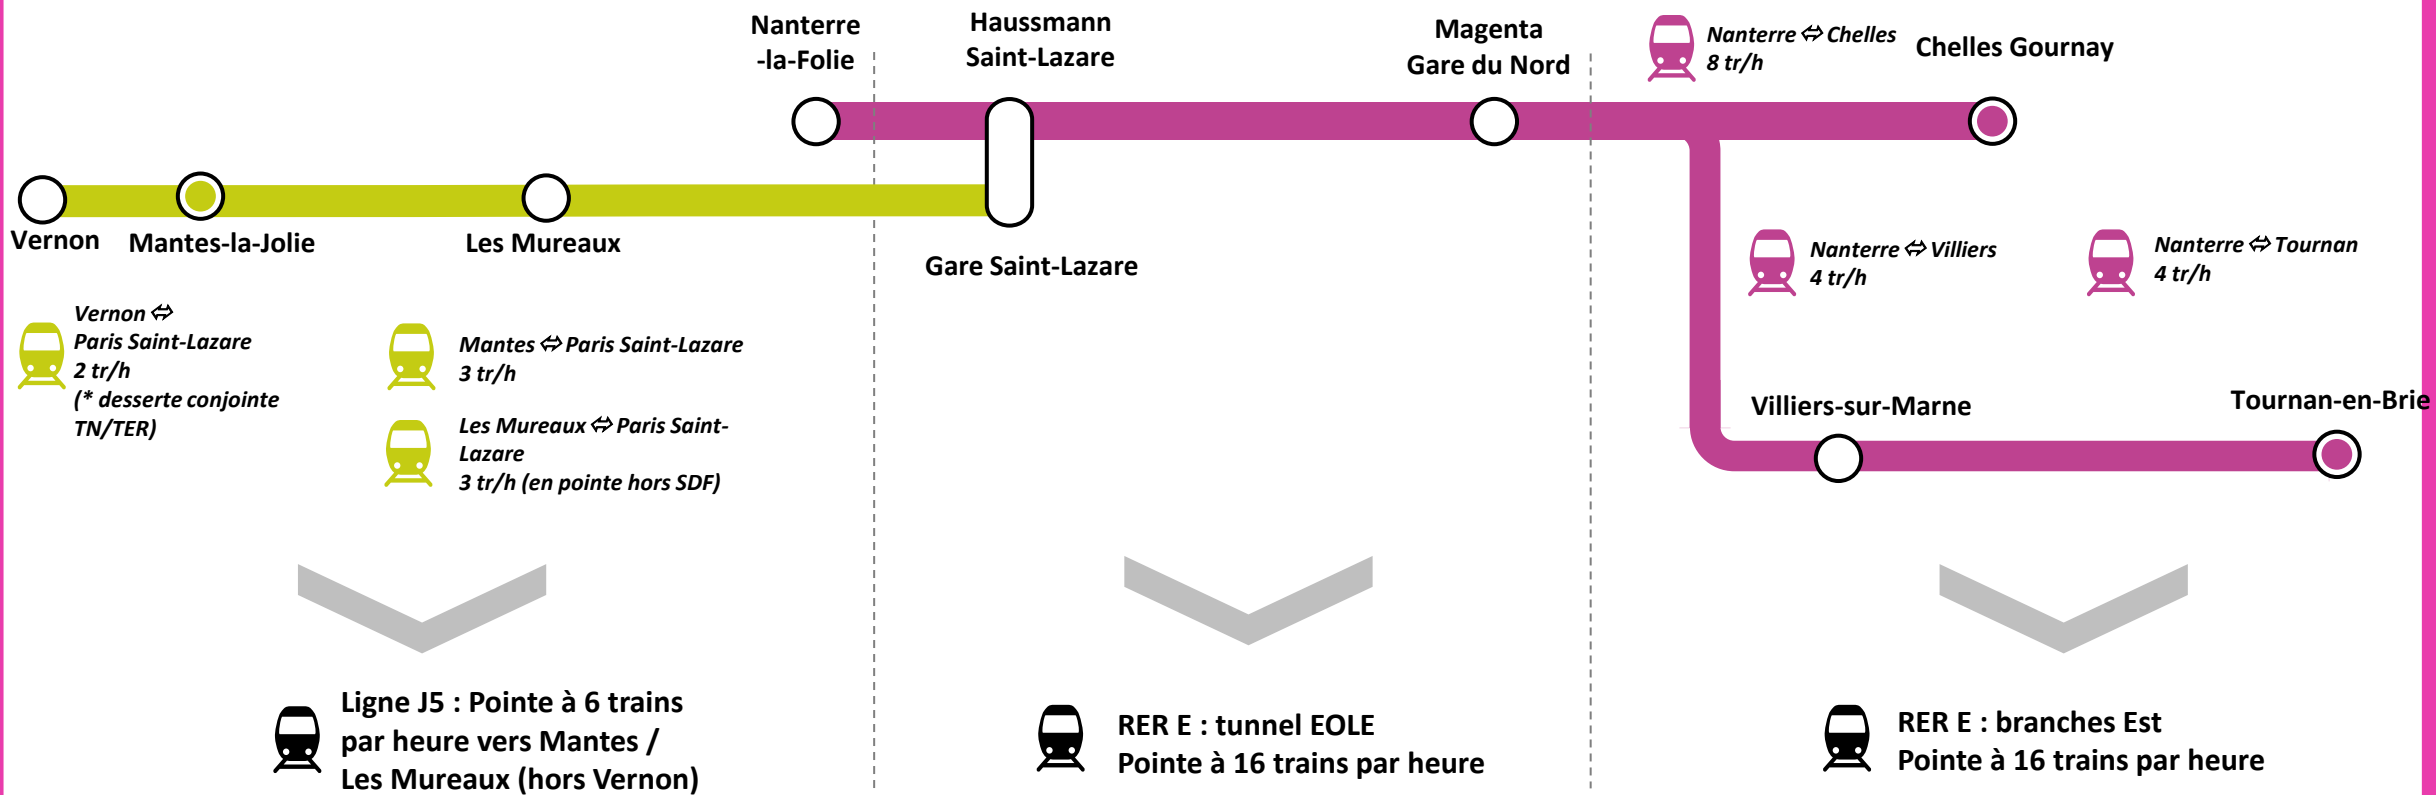 Nanterre
-la-Folie
Haussmann
Saint-Lazare
Magenta
Gare du Nord
Nanterre ⇔ Chelles
8 tr/h
Chelles Gournay
Vernon
Mantes-la-Jolie
Les Mureaux
Gare Saint-Lazare
Nanterre ⇔ Villiers
4 tr/h
Nanterre ⇔ Tournan
4 tr/h
Vernon ⇔
Paris Saint-Lazare
2 tr/h
(* desserte conjointe
TN/TER)
Mantes ⇔ Paris Saint-Lazare
3 tr/h
Les Mureaux ⇔ Paris Saint-
Lazare
3 tr/h (en pointe hors SDF)
Villiers-sur-Marne
Tournan-en-Brie
Ligne J5 : Pointe à 6 trains
par heure vers Mantes /
Les Mureaux (hors Vernon)
RER E : tunnel EOLE
Pointe à 16 trains par heure
RER E : branches Est
Pointe à 16 trains par heure